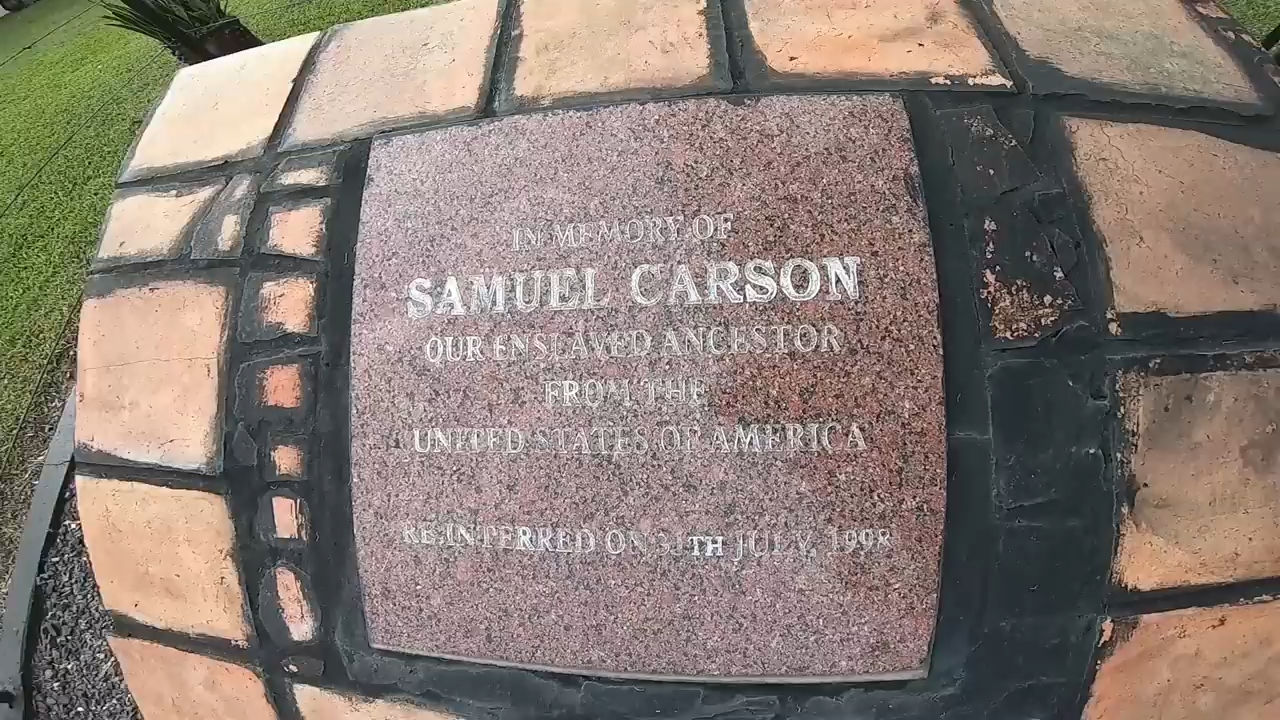 IN MEMORY OF
SAMUEL CARSON
OUR ENSLAVED ANCESTOR
FROM THE
UNITED STATES OF AMERICA
RE.INTERRED ON 31TH JULY, 1998